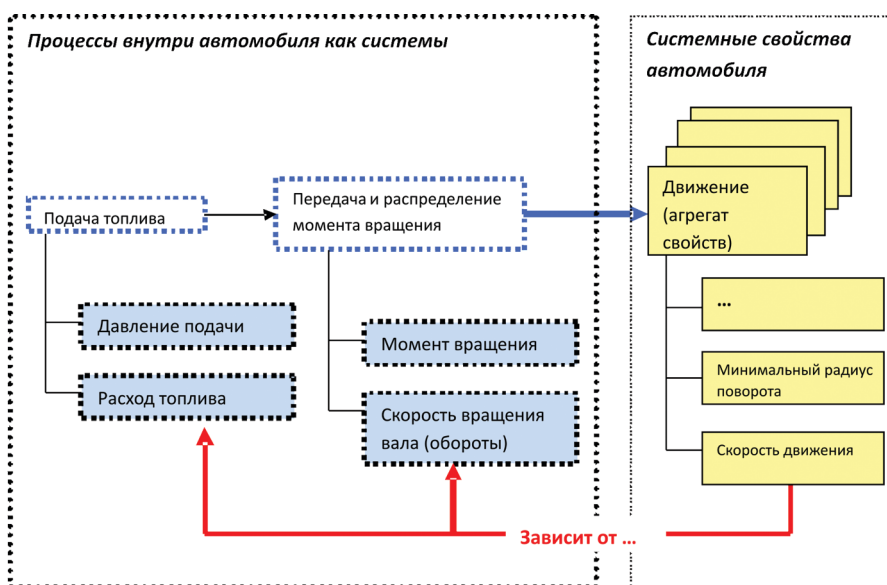 Процессы внутри автомобиля как системы
Системные свойства
автомобиля
Подача топлива
Передача и распределение
момента вращения
Движение
(агрегат
свойств)
Давление подачи
Расход топлива
Момент вращения
Скорость вращения
вала (обороты)
...
Минимальный радиус
поворота
Скорость движения
Зависит от ...